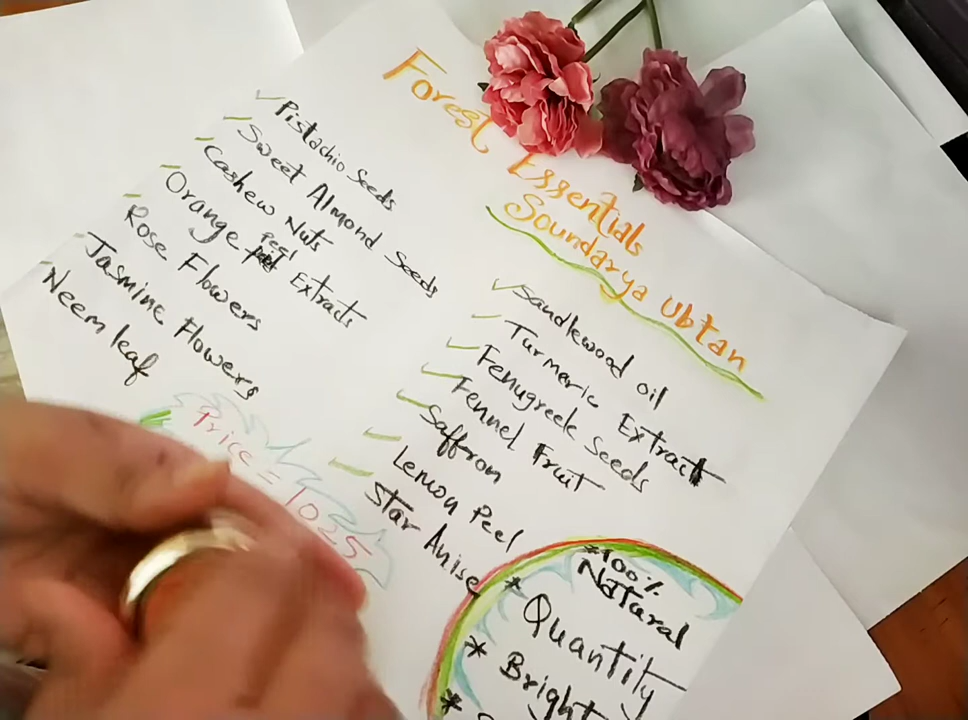 Forest Essentials
Soundarya Ubtan
Pistachio Seeds
Sweet Almond Seeds
Cashew Nuts
Orange Peel Extracts
Rose Flowers
Jasmine Flowers
Neem leaf
Price = 1025
Sandlewood oil
Turmeric Extract
Fenugreek Seeds
Fennel Fruit
Saffron
Lemon Peel
Star Anise
*100%
Natural
* Quantity
* Bright
*